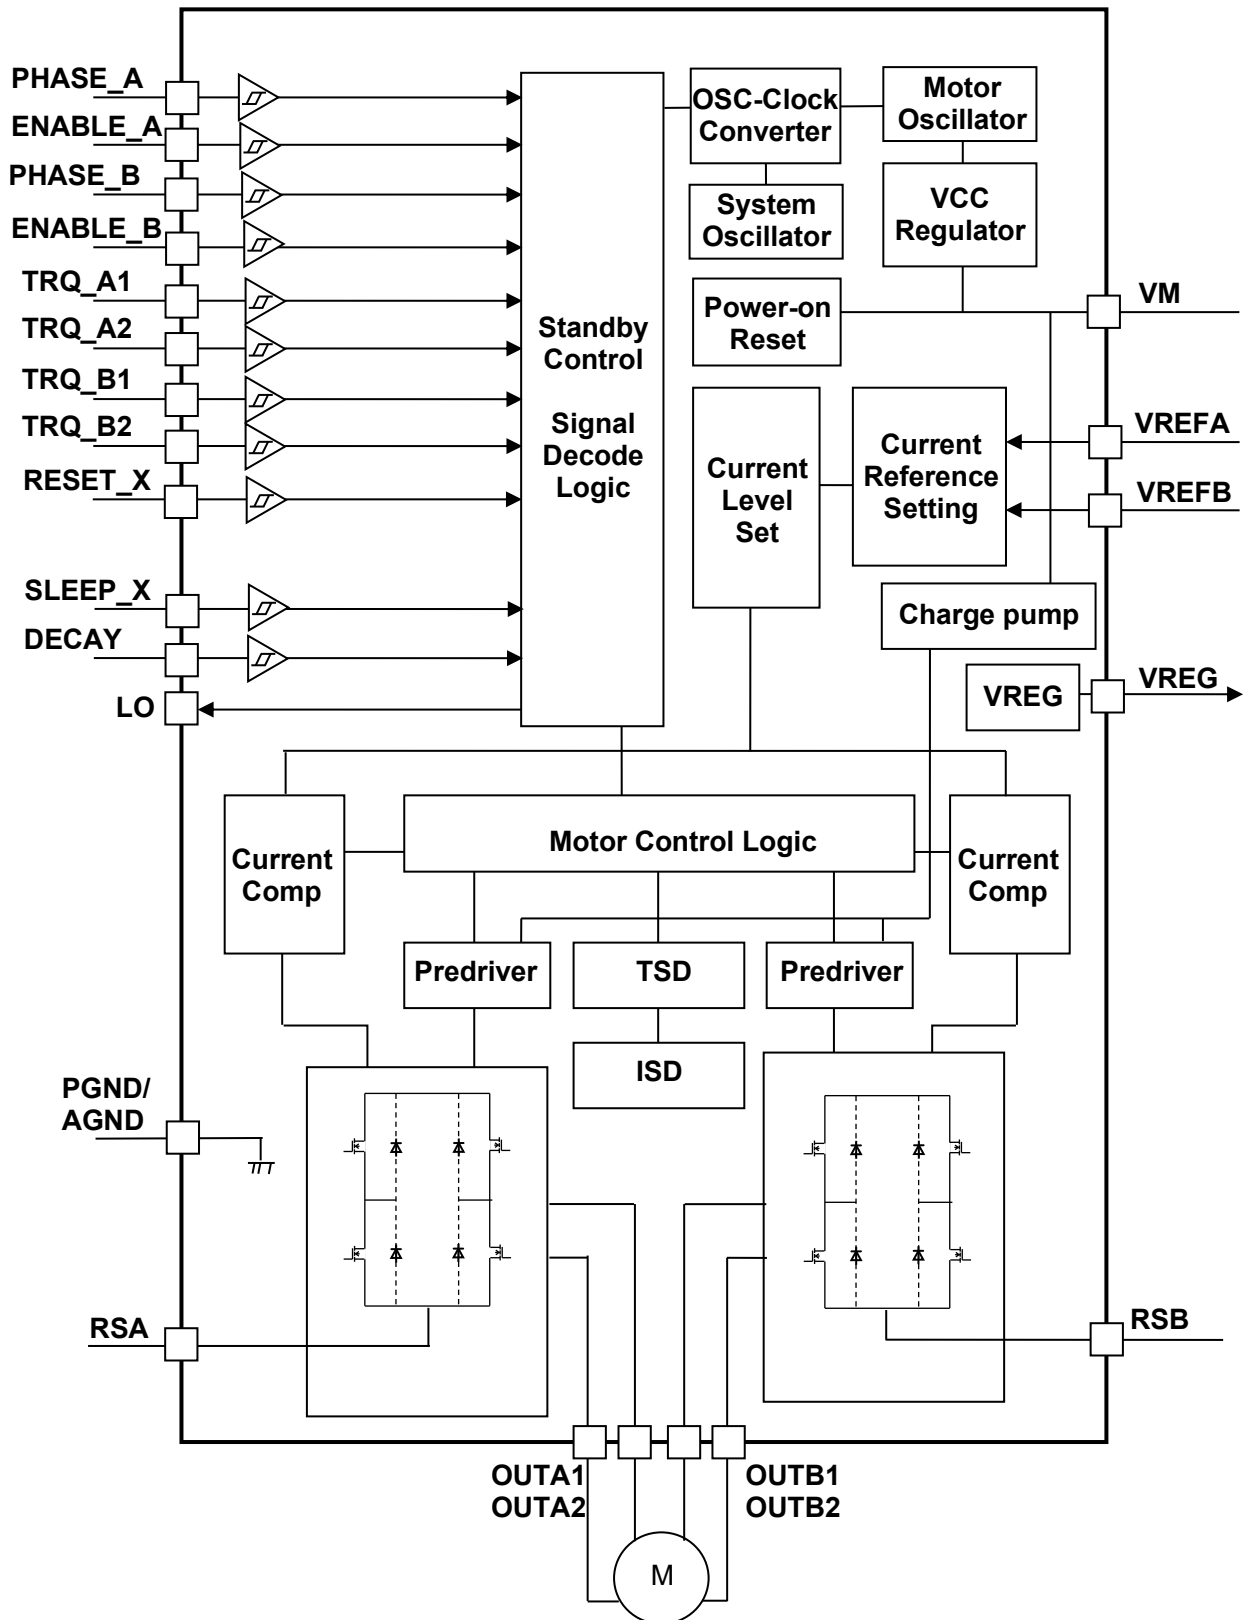 PHASE_A
ENABLE_A
PHASE_B
ENABLE_B
TRQ_A1
TRQ_A2
TRQ_B1
TRQ_B2
RESET_X
SLEEP_X
DECAY
LO
Standby
Control
Signal
Decode
Logic
OSC-Clock
Converter
Motor
Oscillator
System
Oscillator
VCC
Regulator
Power-on
Reset
VM
Current
Level
Set
Current
Reference
Setting
VREFA
VREFB
Charge pump
VREG
VREG
Current
Comp
Motor Control Logic
Current
Comp
Predriver
TSD
Predriver
ISD
PGND/
AGND
RSA
RSB
OUTA1
OUTA2
OUTB1
OUTB2
M